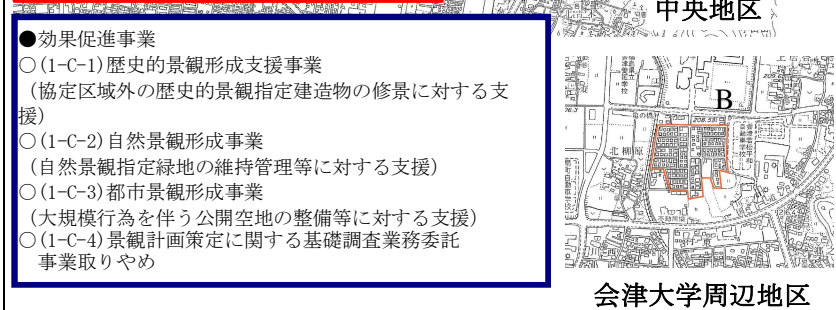 中央地区
●効果促進事業
○(1-C-1)歴史的景観形成支援事業
(協定区域外の歴史的景観指定建造物の修景に対する支
援)
○(1-C-2)自然景観形成事業
(自然景観指定緑地の維持管理等に対する支援)
○(1-C-3)都市景観形成事業
(大規模行為を伴う公開空地の整備等に対する支援)
○(1-C-4)景観計画策定に関する基礎調査業務委託
事業取りやめ
B
北柳原
会津大学周辺地区